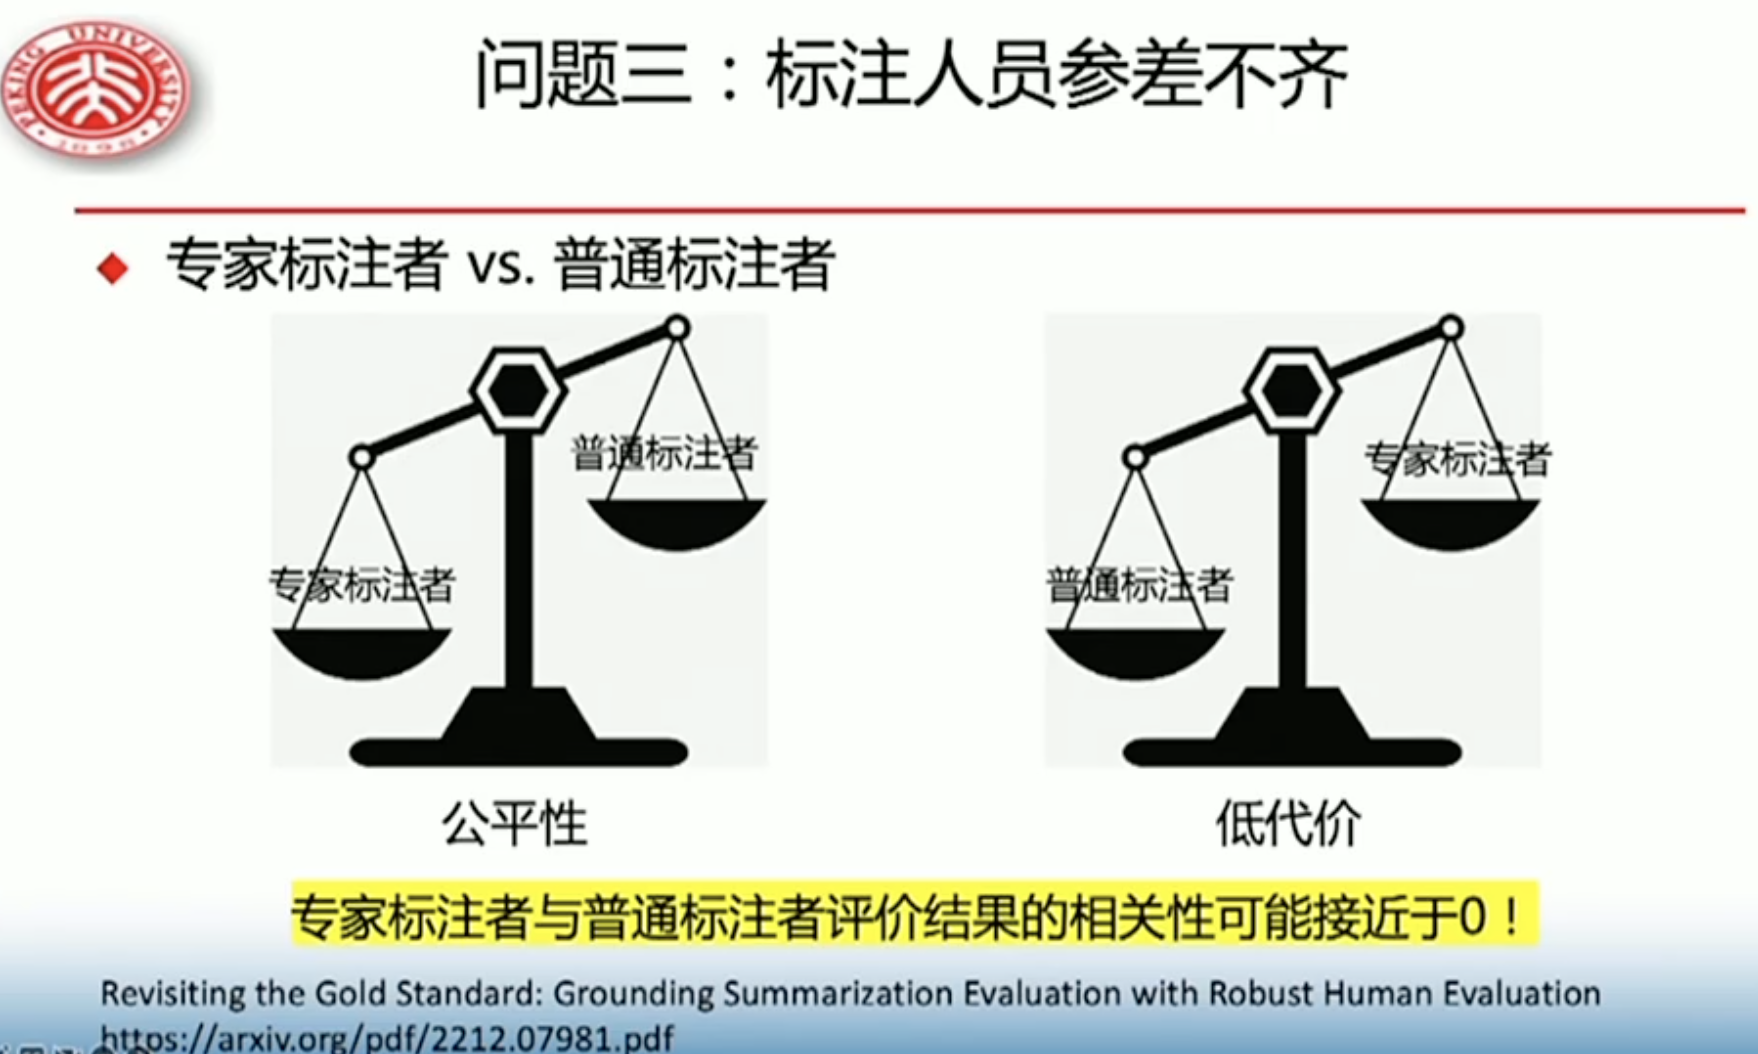 PEKING UNIVERSITY
1898
问题三：标注人员参差不齐
专家标注者 vs. 普通标注者
普通标注者
专家标注者
公平性
专家标注者
普通标注者
低代价
专家标注者与普通标注者评价结果的相关性可能接近于0！
Revisiting the Gold Standard: Grounding Summarization Evaluation with Robust Human Evaluation
https://arxiv.org/pdf/2212.07981.pdf